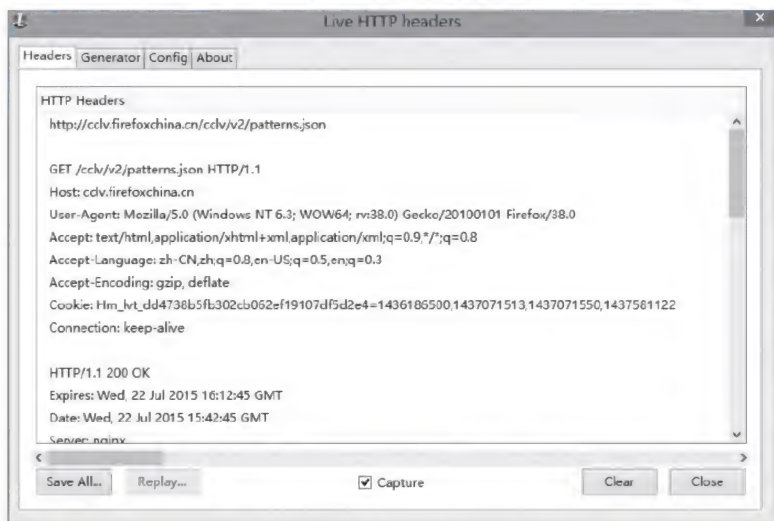 Live HTTP headers
Headers Generator Config About
HTTP Headers
http://cclv.firefoxchina.cn/cclv/v2/patterns.json
GET /cclv/v2/patterns.json HTTP/1.1
Host: cclv.firefoxchina.cn
User-Agent: Mozilla/5.0 (Windows NT 6.3; WOW64; rv:38.0) Gecko/20100101 Firefox/38.0
Accept: text/html,application/xhtml+xml,application/xml;q=0.9,*/*;q=0.8
Accept-Language: zh-CN,zh;q=0.8,en-US;q=0.5,en;q=0.3
Accept-Encoding: gzip, deflate
Cookie: Hm_lvt_dd4738b5fb302cb062ef19107df5d2e4=1436186500,1437071513,1437071550,1437581122
Connection: keep-alive
HTTP/1.1 200 OK
Expires: Wed, 22 Jul 2015 16:12:45 GMT
Date: Wed, 22 Jul 2015 15:42:45 GMT
Server: nginx
Save All... Replay... Capture Clear Close